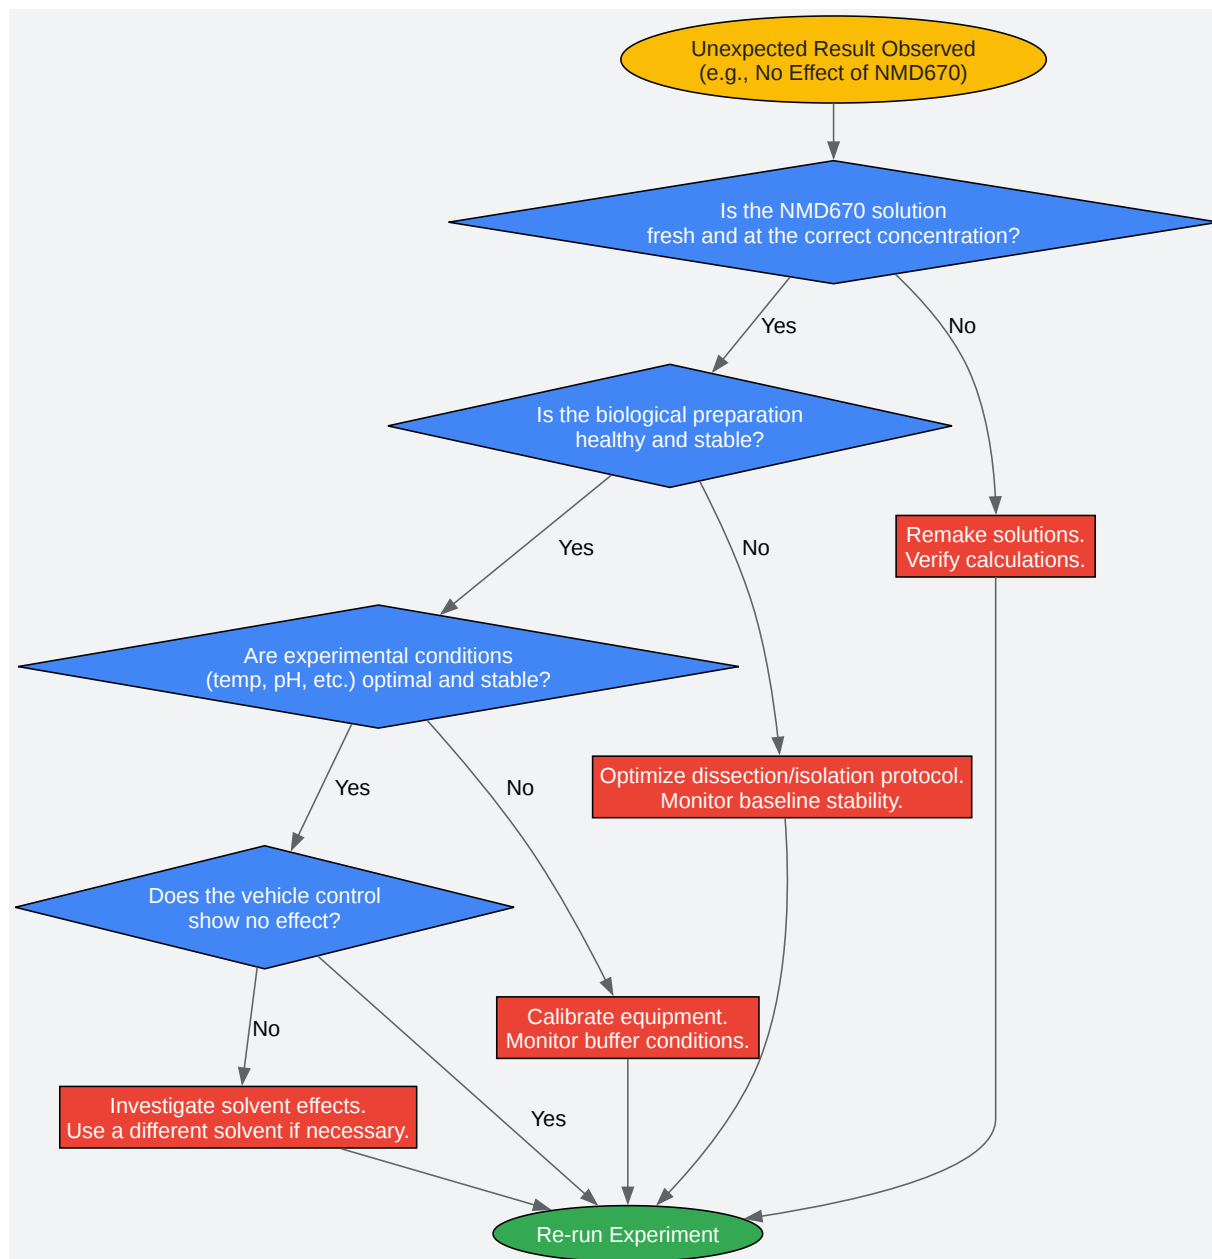 Unexpected Result Observed
(e.g., No Effect of NMD670)
Is the NMD670 solution
fresh and at the correct concentration?
Yes
No
Is the biological preparation
healthy and stable?
Yes
No
Remake solutions.
Verify calculations.
Are experimental conditions
(temp, pH, etc.) optimal and stable?
Yes
No
Optimize dissection/isolation protocol.
Monitor baseline stability.
Does the vehicle control
show no effect?
No
Yes
Calibrate equipment.
Monitor buffer conditions.
Investigate solvent effects.
Use a different solvent if necessary.
Re-run Experiment